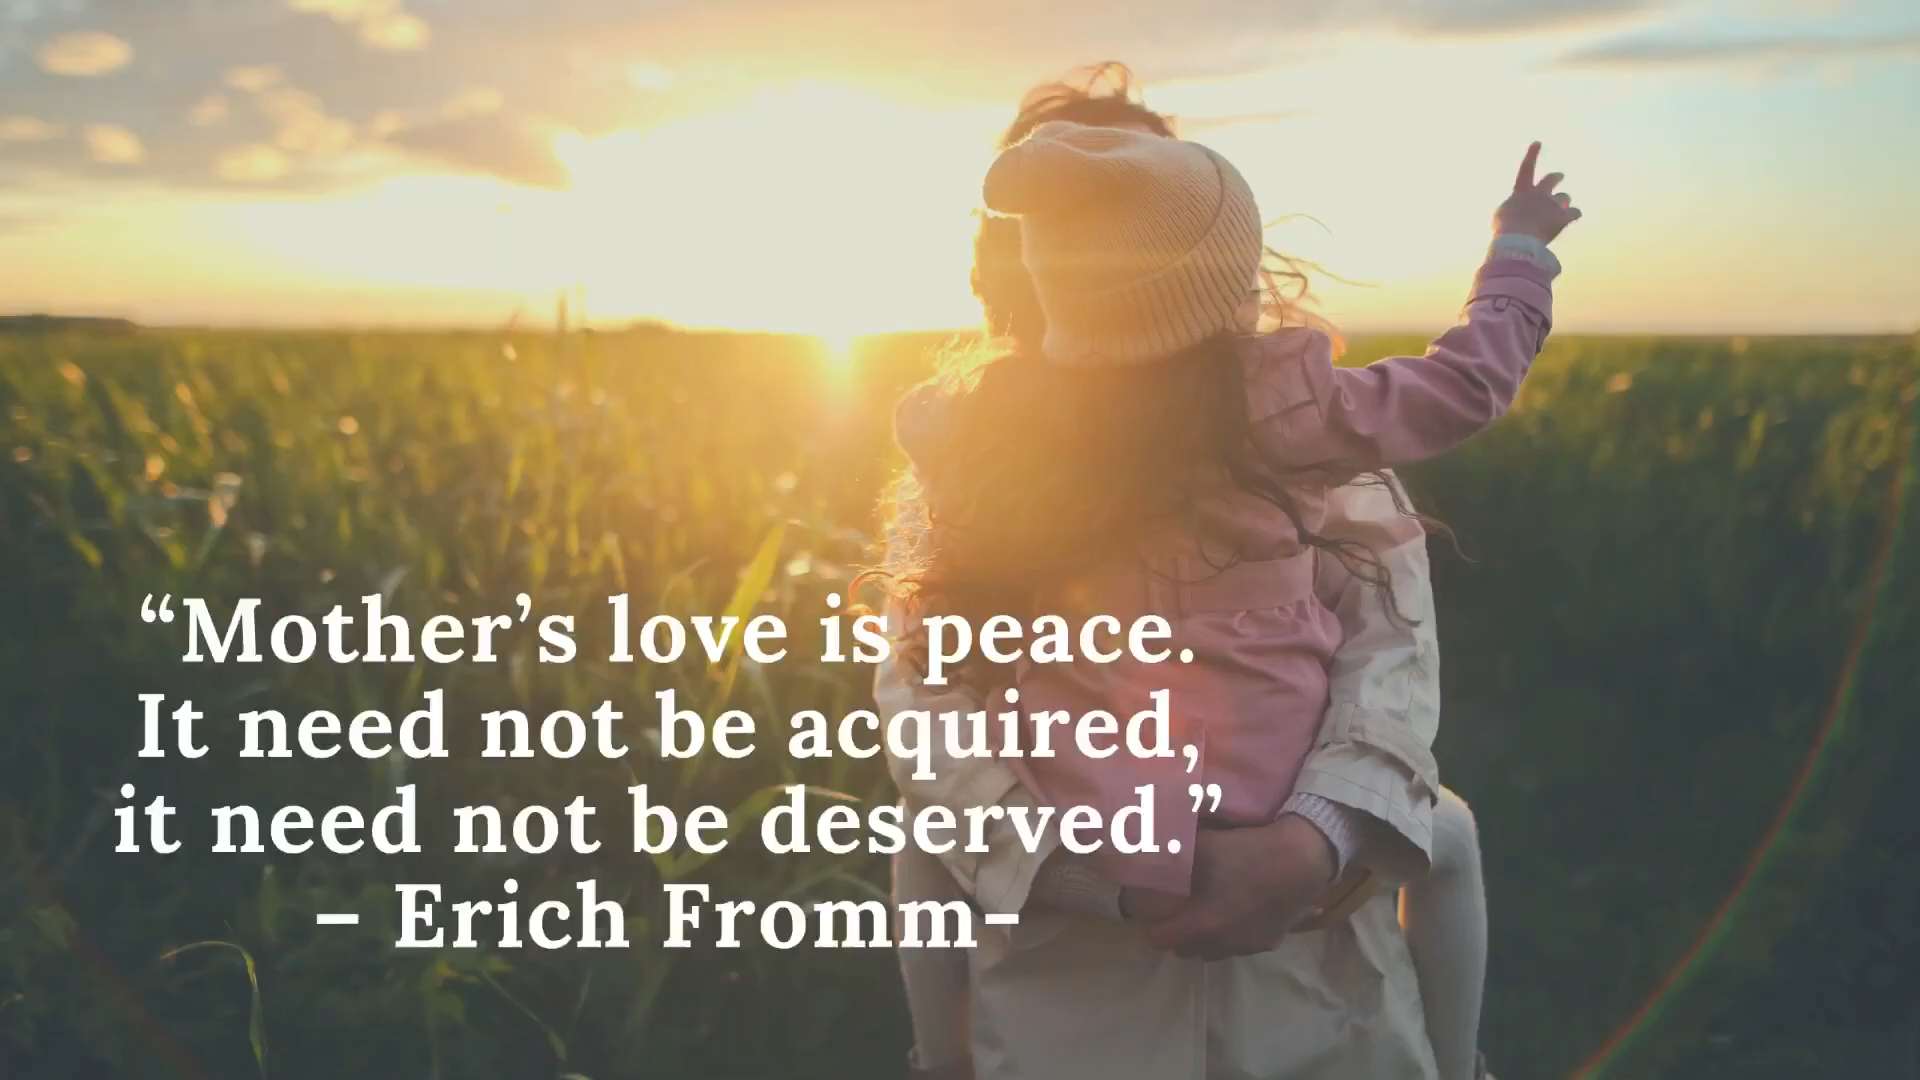 “Mother’s love is peace.
It need not be acquired,
it need not be deserved.”
– Erich Fromm-